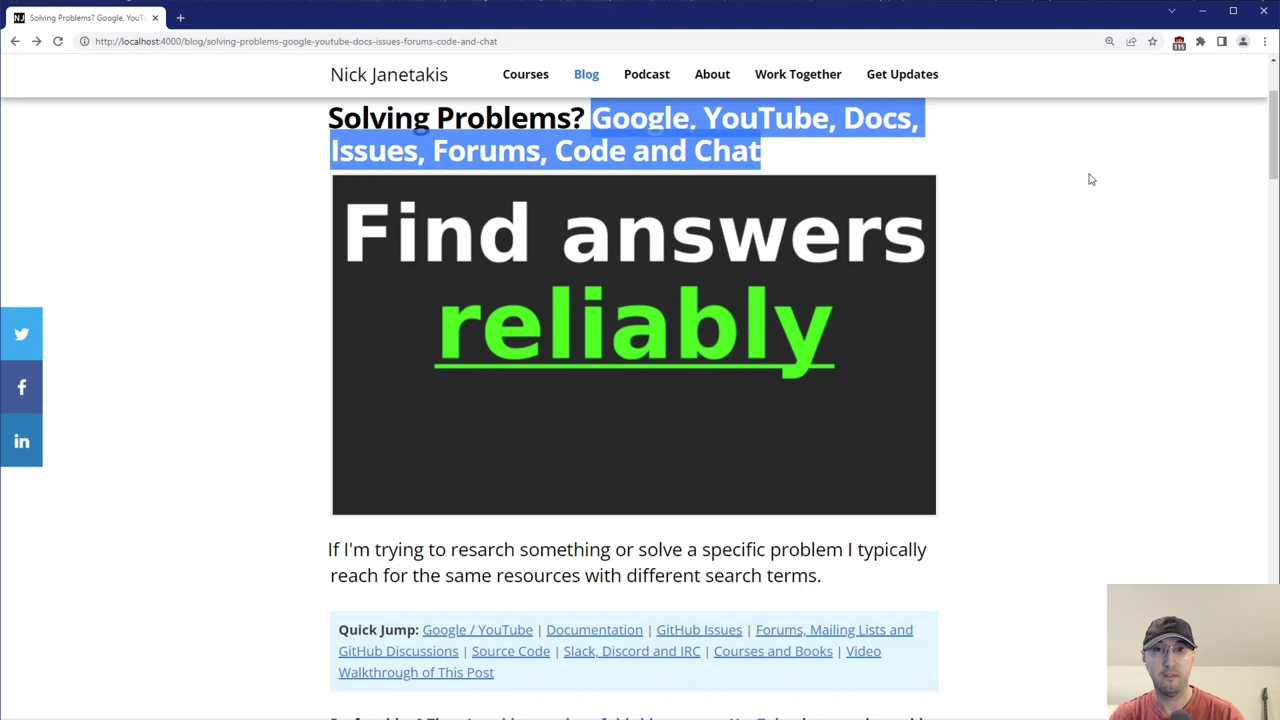 Solving Problems? Google, YouT
http://localhost:4000/blog/solving-problems-google-youtube-docs-issues-forums-code-and-chat
115
Nick Janetakis
Courses
Blog
Podcast
About
Work Together
Get Updates
Solving Problems? Google, YouTube, Docs,
Issues, Forums, Code and Chat
Find answers
reliably
If I'm trying to resarch something or solve a specific problem I typically
reach for the same resources with different search terms.
Quick Jump: Google / YouTube | Documentation | GitHub Issues | Forums, Mailing Lists and
GitHub Discussions | Source Code | Slack, Discord and IRC | Courses and Books | Video
Walkthrough of This Post